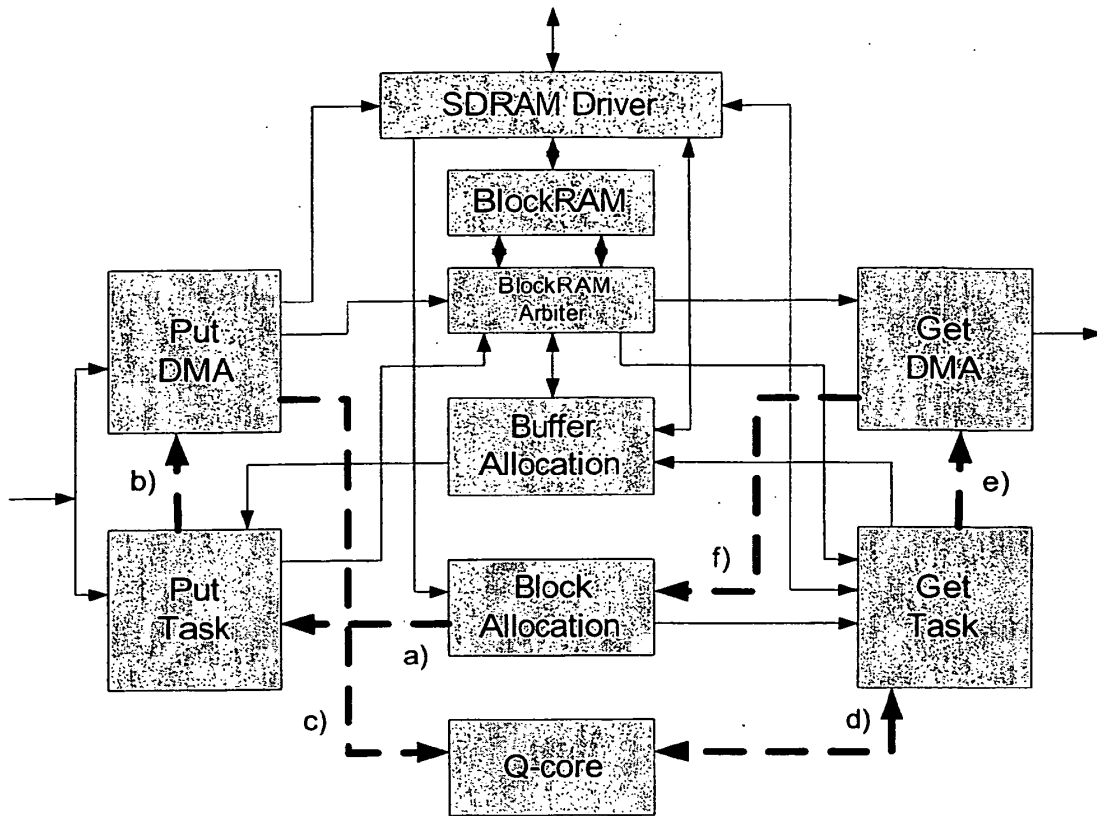 SDRAM Driver
BlockRAM
BlockRAM
Arbiter
Put
DMA
Get
DMA
Buffer
Allocation
b)
e)
Put
Task
f)
Block
Allocation
Get
Task
a)
c)
d)
Q-core